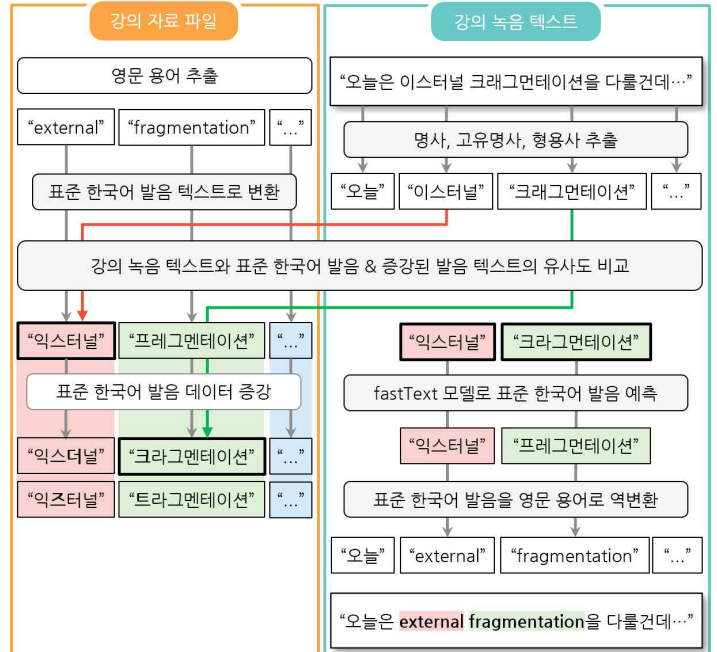 강의 자료 파일
영문 용어 추출
“external” “fragmentation” “...”
표준 한국어 발음 텍스트로 변환
강의 녹음 텍스트
“오늘은 이스터널 크래그먼테이션을 다룰건데…”
명사, 고유명사, 형용사 추출
“오늘” “이스터널” “크래그먼테이션” “...”
강의 녹음 텍스트와 표준 한국어 발음 & 증강된 발음 텍스트의 유사도 비교
“익스터널” “프레그멘테이션” “...”
표준 한국어 발음 데이터 증강
“익스더널” “크라그멘테이션” “...”
“익즈터널” “트라그멘테이션” “...”
“익스터널” “크라그먼테이션”
fastText 모델로 표준 한국어 발음 예측
“익스터널” “프레그먼테이션”
표준 한국어 발음을 영문 용어로 역변환
“오늘” “external” “fragmentation” “...”
“오늘은 external fragmentation을 다룰건데…”